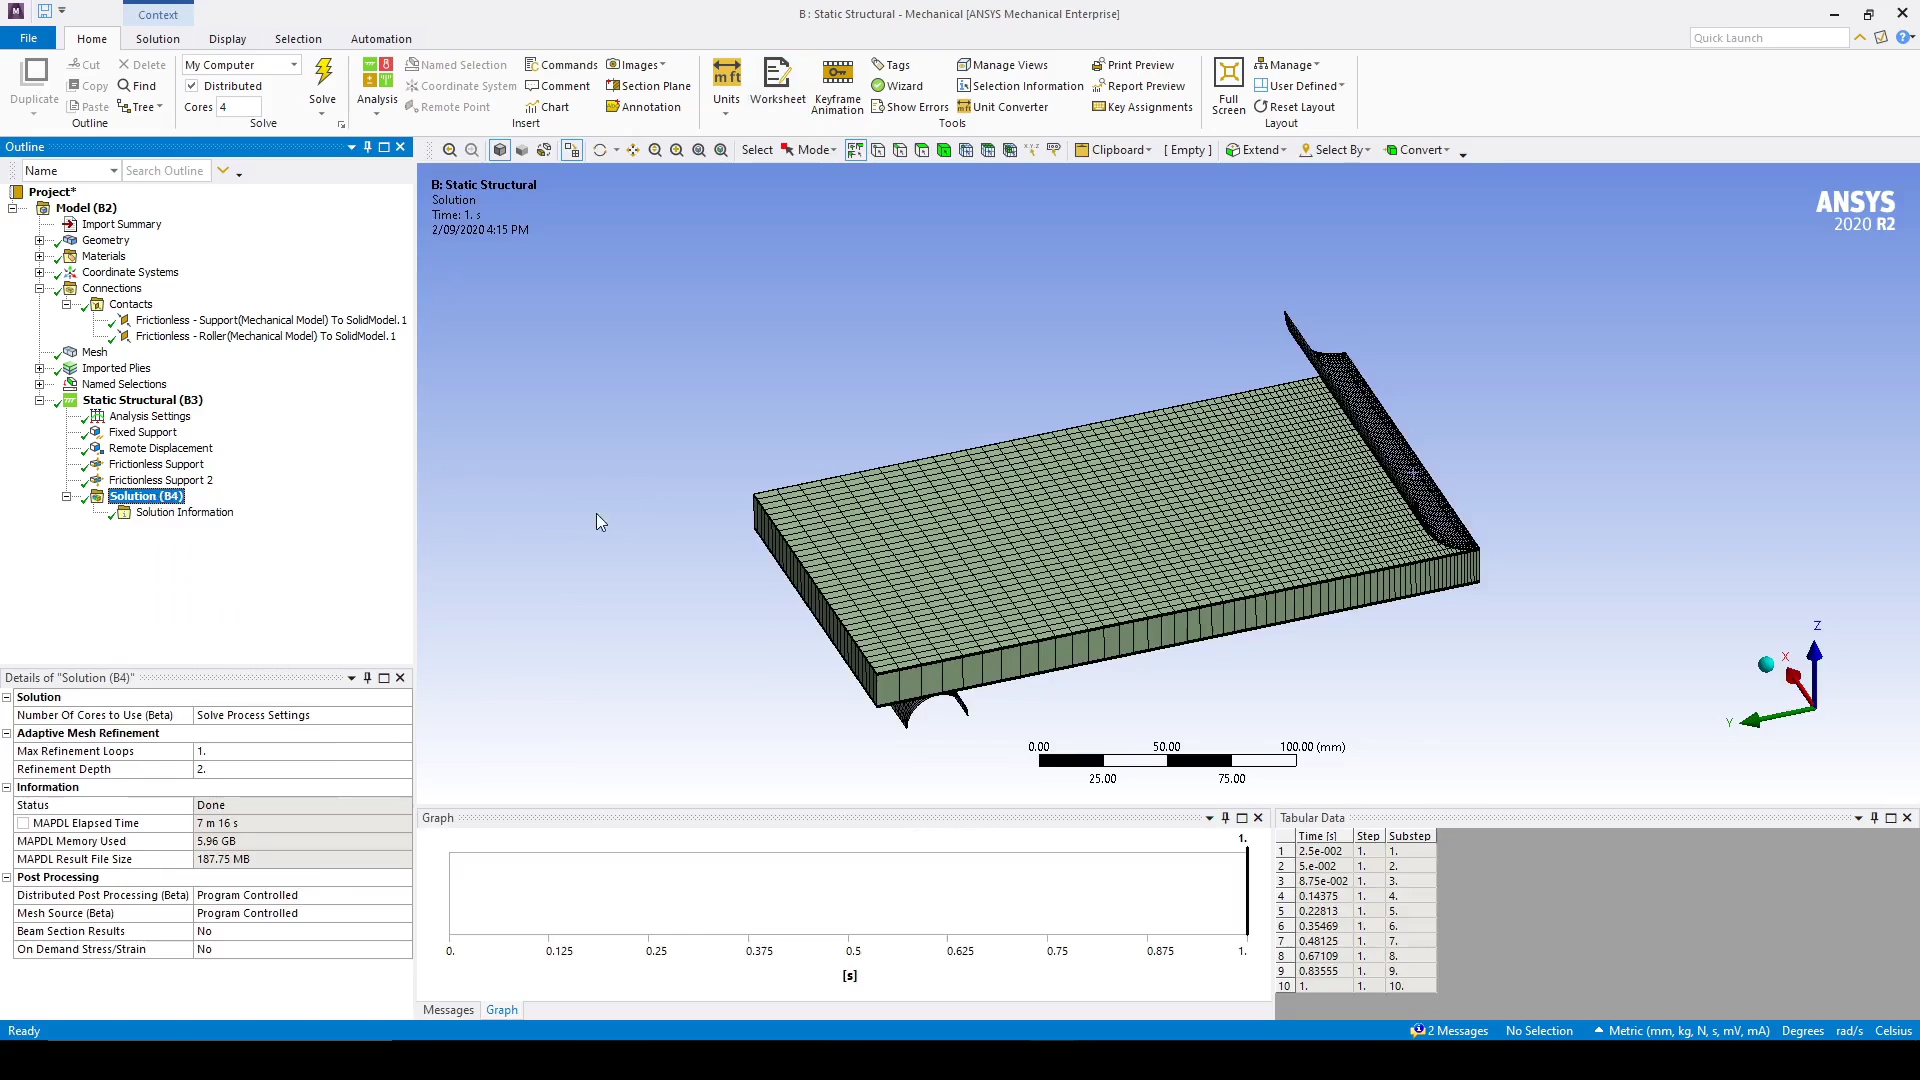 Context
B : Static Structural - Mechanical [ANSYS Mechanical Enterprise]
File Home Solution Display Selection Automation
Quick Launch
Duplicate
Cut Delete
Copy Find
Paste Tree
Outline
My Computer
Distributed
Cores 4
Solve
Solve
Analysis
Named Selection
Coordinate System
Remote Point
Commands
Comment
Chart
Images
Section Plane
Annotation
Insert
Units
Worksheet
Keyframe
Animation
Tags
Wizard
Show Errors
Manage Views
Selection Information
Unit Converter
Print Preview
Report Preview
Key Assignments
Tools
Full
Screen
Manage
User Defined
Reset Layout
Layout
Outline
Name Search Outline
Select Mode Clipboard [ Empty ] Extend Select By Convert
Project*
Model (B2)
Import Summary
Geometry
Materials
Coordinate Systems
Connections
Contacts
Frictionless - Support(Mechanical Model) To SolidModel.1
Frictionless - Roller(Mechanical Model) To SolidModel.1
Mesh
Imported Plies
Named Selections
Static Structural (B3)
Analysis Settings
Fixed Support
Remote Displacement
Frictionless Support
Frictionless Support 2
Solution (B4)
Solution Information
B: Static Structural
Solution
Time: 1. s
2/09/2020 4:15 PM
ANSYS
2020 R2
Z
X
Y
0.00 50.00 100.00 (mm)
25.00 75.00
Details of "Solution (B4)"
Solution
Number Of Cores to Use (Beta) Solve Process Settings
Adaptive Mesh Refinement
Max Refinement Loops 1.
Refinement Depth 2.
Information
Status Done
MAPDL Elapsed Time 7 m 16 s
MAPDL Memory Used 5.96 GB
MAPDL Result File Size 187.75 MB
Post Processing
Distributed Post Processing (Beta) Program Controlled
Mesh Source (Beta) Program Controlled
Beam Section Results No
On Demand Stress/Strain No
Graph
1.
0. 0.125 0.25 0.375 0.5 0.625 0.75 0.875 1.
[s]
Messages Graph
Tabular Data
Time [s] Step Substep
1 2.5e-002 1. 1.
2 5.e-002 1. 2.
3 8.75e-002 1. 3.
4 0.14375 1. 4.
5 0.22813 1. 5.
6 0.35469 1. 6.
7 0.48125 1. 7.
8 0.67109 1. 8.
9 0.83555 1. 9.
10 1. 1. 10.
Ready
2 Messages No Selection Metric (mm, kg, N, s, mV, mA) Degrees rad/s Celsius